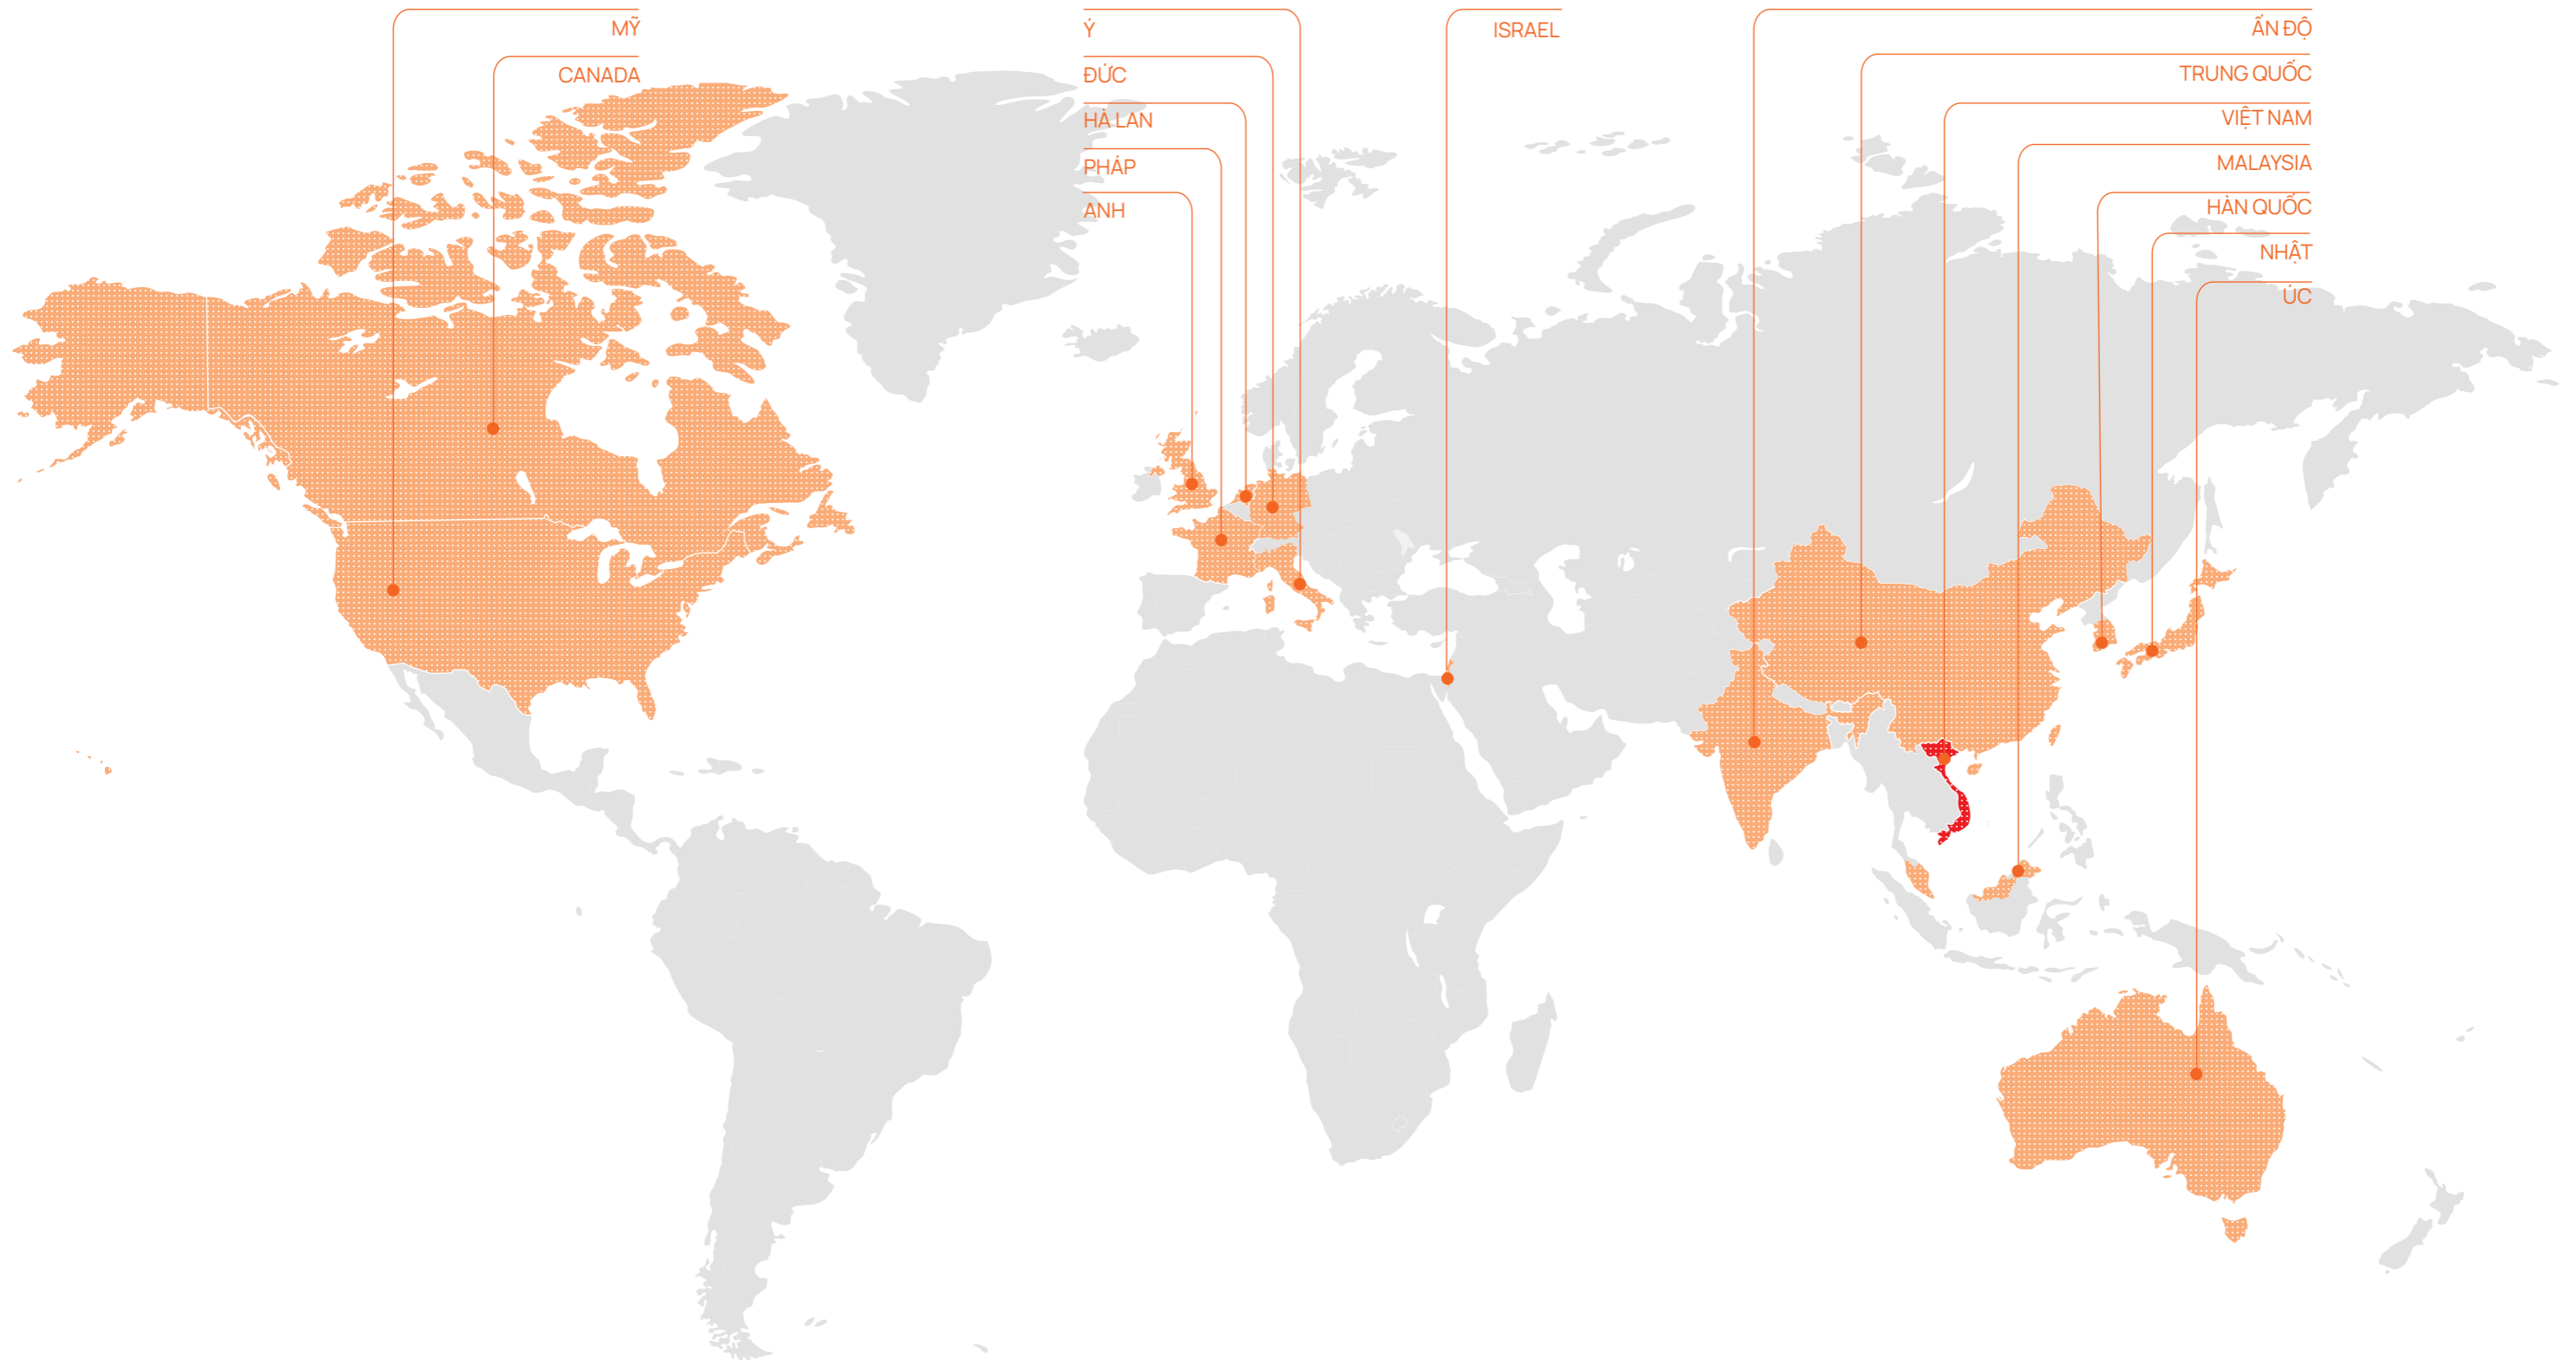 MỸ
CANADA
Ý
ĐỨC
HÀ LAN
PHÁP
ANH
ISRAEL
ẤN ĐỘ
TRUNG QUỐC
VIỆT NAM
MALAYSIA
HÀN QUỐC
NHẬT
ÚC